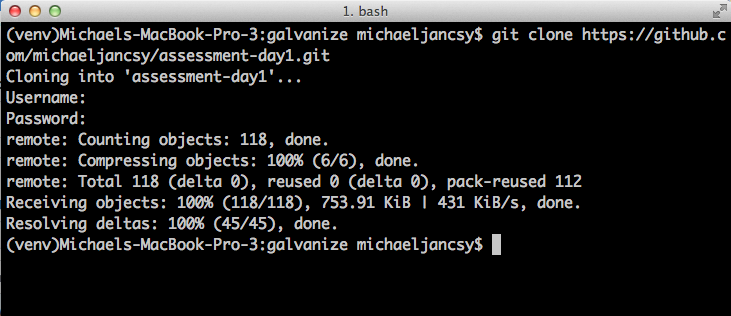 1. bash
(venv)Michaels-MacBook-Pro-3:galvanize michaeljancsy$ git clone https://github.c
om/michaeljancsy/assessment-day1.git
Cloning into 'assessment-day1'...
Username:
Password:
remote: Counting objects: 118, done.
remote: Compressing objects: 100% (6/6), done.
remote: Total 118 (delta 0), reused 0 (delta 0), pack-reused 112
Receiving objects: 100% (118/118), 753.91 KiB | 431 KiB/s, done.
Resolving deltas: 100% (45/45), done.
(venv)Michaels-MacBook-Pro-3:galvanize michaeljancsy$